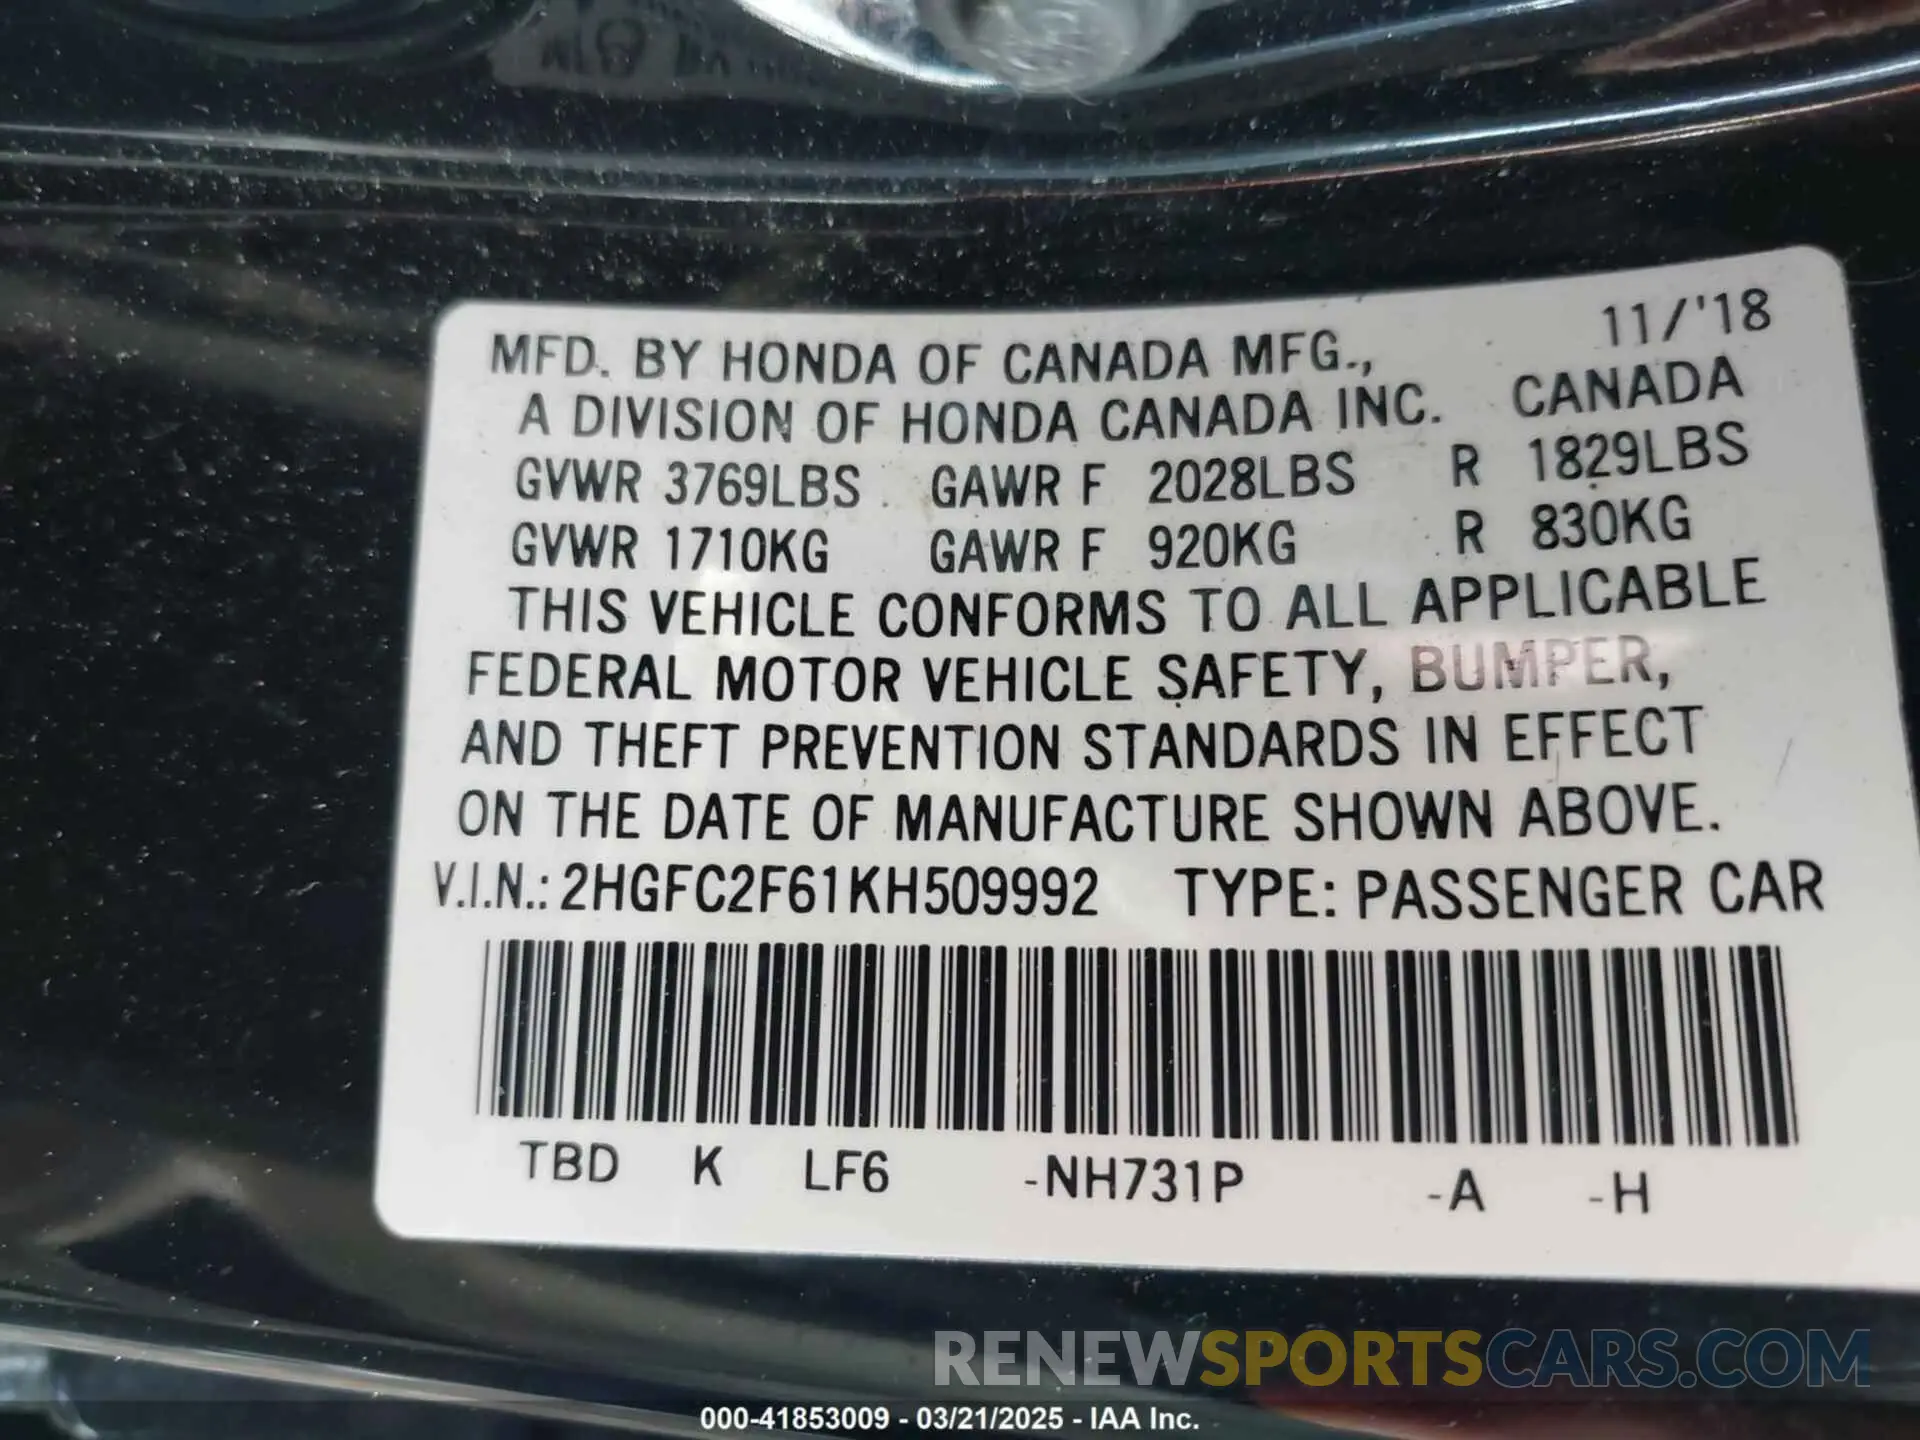 11/'18
MFD. BY HONDA OF CANADA MFG.,
A DIVISION OF HONDA CANADA INC. CANADA
GVWR 3769LBS GAWR F 2028LBS R 1829LBS
GVWR 1710KG GAWR F 920KG R 830KG
THIS VEHICLE CONFORMS TO ALL APPLICABLE
FEDERAL MOTOR VEHICLE SAFETY, BUMPER,
AND THEFT PREVENTION STANDARDS IN EFFECT
ON THE DATE OF MANUFACTURE SHOWN ABOVE.
V.I.N.: 2HGFC2F61KH509992 TYPE: PASSENGER CAR
TBD K LF6 -NH731P -A -H
RENEWSPORTSCARS.COM
000-41853009 - 03/21/2025 - IAA Inc.